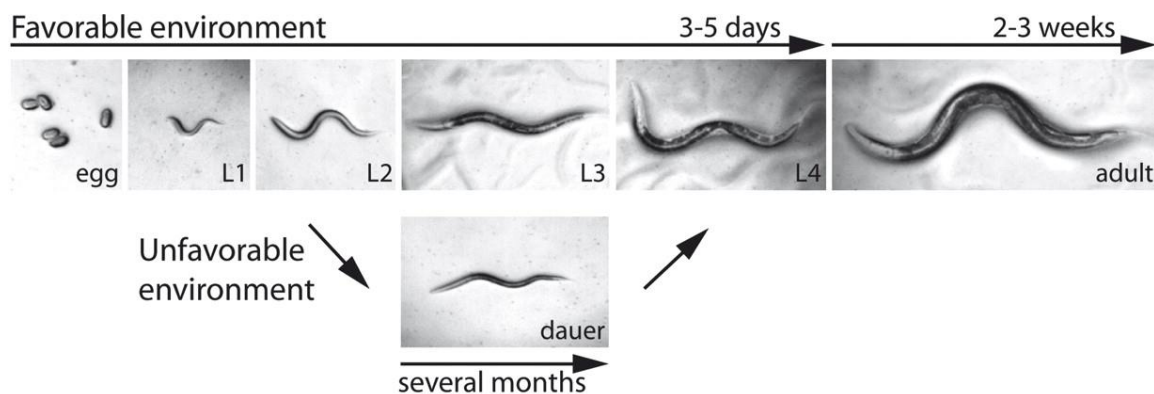 Favorable environment
3-5 days
2-3 weeks
egg
L1
L2
L3
L4
adult
Unfavorable
environment
dauer
several months